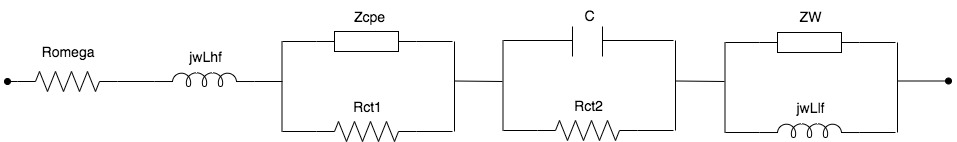 Romega
jwLhf
Zcpe
Rct1
C
Rct2
ZW
jwLlf